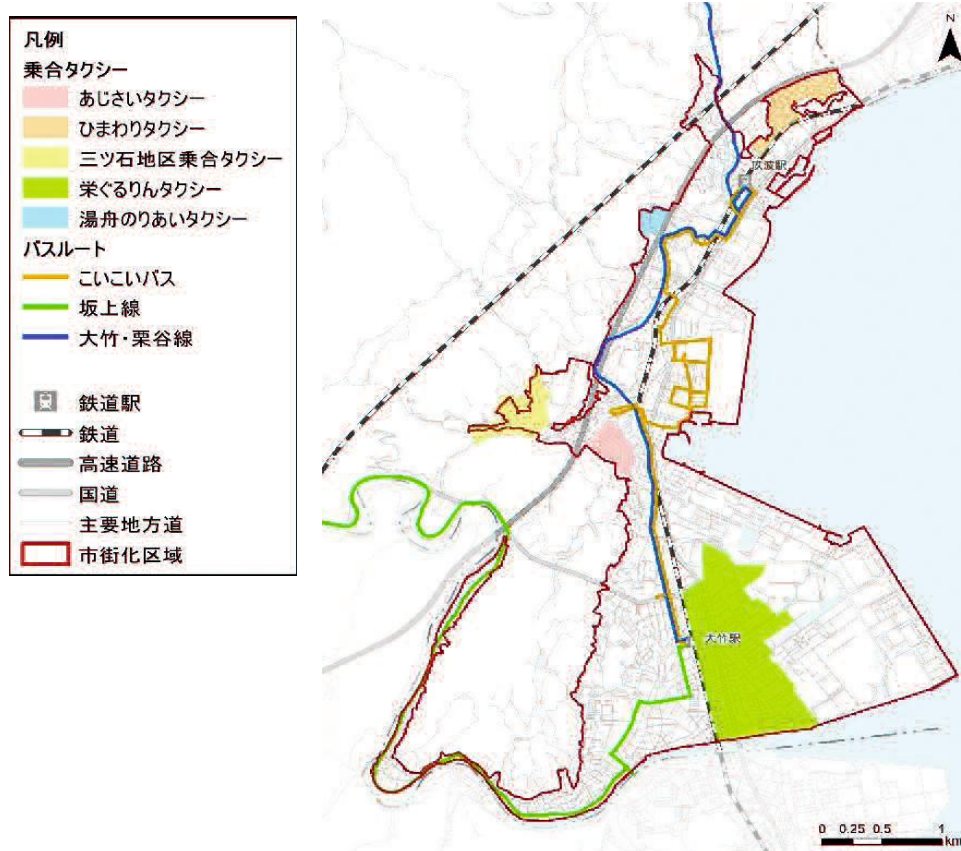 凡例
乗合タクシー
あじさいタクシー
ひまわりタクシー
三ツ石地区乗合タクシー
栄ぐるりんタクシー
湯舟のりあいタクシー
バスルート
こいこいバス
坂上線
大竹・栗谷線
鉄道駅
鉄道
高速道路
国道
主要地方道
市街化区域
N
玖波駅
大竹駅
0 0.25 0.5 1
km